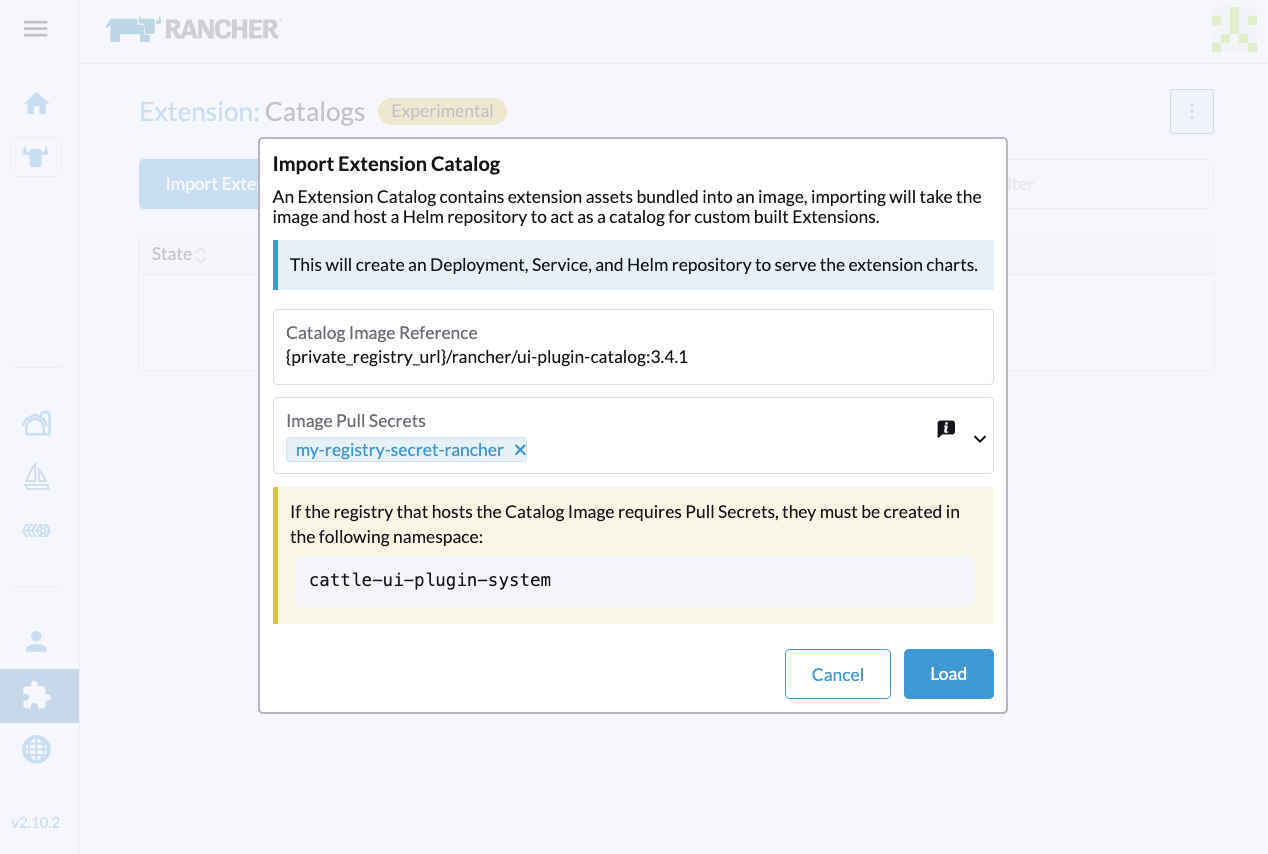 RANCHER
Extension: Catalogs Experimental
Import Exte
lter
State
Import Extension Catalog
An Extension Catalog contains extension assets bundled into an image, importing will take the
image and host a Helm repository to act as a catalog for custom built Extensions.
This will create an Deployment, Service, and Helm repository to serve the extension charts.
Catalog Image Reference
{private_registry_url}/rancher/ui-plugin-catalog:3.4.1
Image Pull Secrets
my-registry-secret-rancher
If the registry that hosts the Catalog Image requires Pull Secrets, they must be created in
the following namespace:
cattle-ui-plugin-system
Cancel Load
v2.10.2